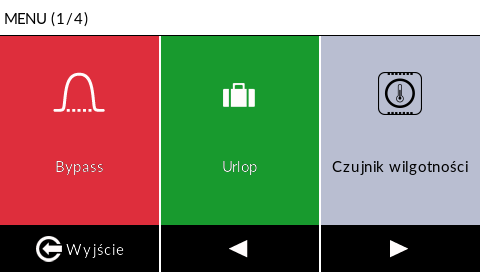 MENU (1/4)
Bypass
Urlop
Czujnik wilgotności
Wyjście